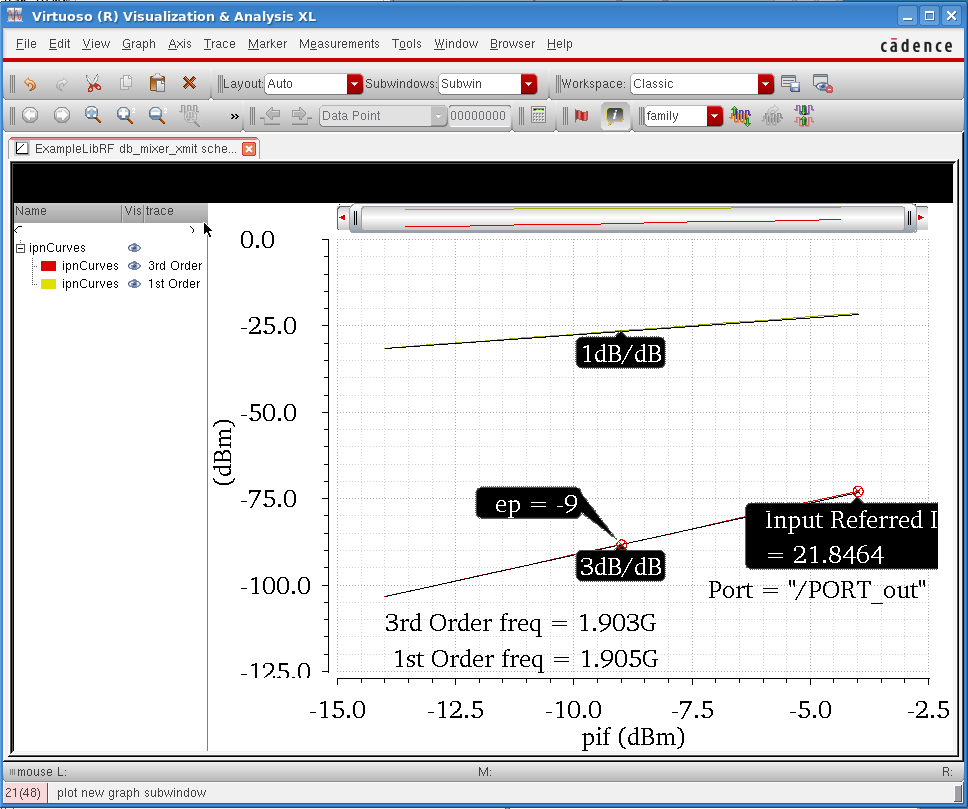 Virtuoso (R) Visualization & Analysis XL
File Edit View Graph Axis Trace Marker Measurements Tools Window Browser Help
cādence
Layout: Auto Subwindows: Subwin Workspace: Classic
» Data Point 00000000 family
ExampleLibRF db_mixer_xmit sche...
Name Vis trace
ipnCurves
ipnCurves 3rd Order
ipnCurves 1st Order
0.0
-25.0
1dB/dB
-50.0
(dBm)
-75.0
ep = -9
Input Referred I
= 21.8464
3dB/dB
-100.0
Port = "/PORT_out"
3rd Order freq = 1.903G
1st Order freq = 1.905G
-125.0
-15.0 -12.5 -10.0 -7.5 -5.0 -2.5
pif (dBm)
mouse L: M: R:
21(48) plot new graph subwindow